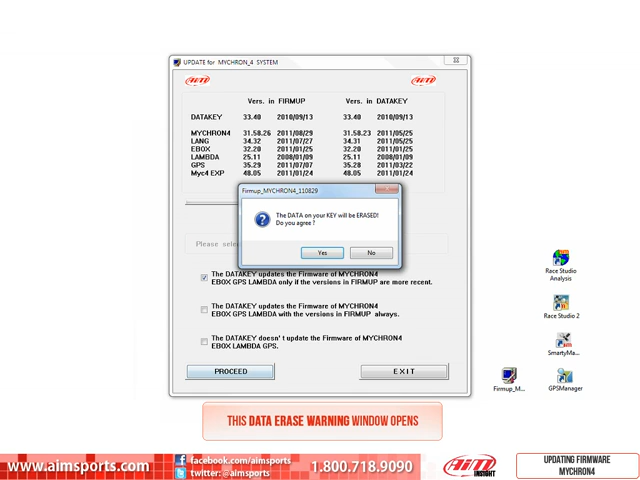 UPDATE for MYCHRON_4 SYSTEM
AiM AiM
Vers. in FIRMUP Vers. in DATAKEY
DATAKEY 33.40 2010/09/13 33.40 2010/09/13
MYCHRON4 31.58.26 2011/08/29 31.58.23 2011/05/25
LANG 34.32 2011/07/27 34.31 2011/05/25
EBOX 32.20 2011/01/25 32.20 2011/01/25
LAMBDA 25.11 2008/01/09 25.11 2008/01/09
GPS 35.29 2011/07/07 35.28 2011/03/22
Myc4 EXP 48.05 2011/01/24 48.05 2011/01/24
Firmup_MYCHRON4_110829
The DATA on your KEY will be ERASED!
Do you agree ?
Yes No
Please selec
The DATAKEY updates the Firmware of MYCHRON4
EBOX GPS LAMBDA only if the versions in FIRMUP are more recent.
The DATAKEY updates the Firmware of MYCHRON4
EBOX GPS LAMBDA with the versions in FIRMUP always.
The DATAKEY doesn't update the Firmware of MYCHRON4
EBOX LAMBDA GPS.
PROCEED EXIT
Race Studio
Analysis
Race Studio 2
SmartyMa...
Firmup_M...
GPSManager
THIS DATA ERASE WARNING WINDOW OPENS
www.aimsports.com
facebook.com/aimsports
twitter: @aimsports
1.800.718.9090
AiM INSIGHT
UPDATING FIRMWARE
MYCHRON4